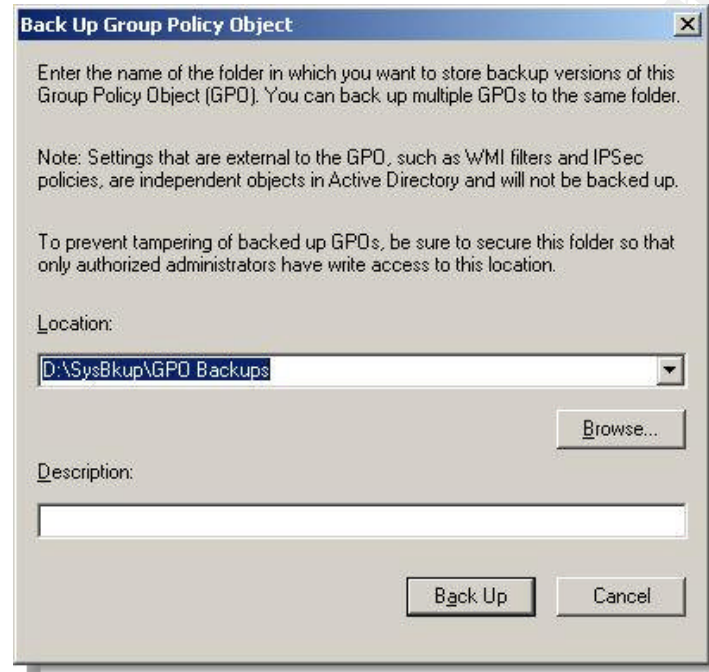 Back Up Group Policy Object
Enter the name of the folder in which you want to store backup versions of this
Group Policy Object (GPO). You can back up multiple GPOs to the same folder.
Note: Settings that are external to the GPO, such as WMI filters and IPSec
policies, are independent objects in Active Directory and will not be backed up.
To prevent tampering of backed up GPOs, be sure to secure this folder so that
only authorized administrators have write access to this location.
Location:
D:\SysBkup\GPO Backups
Browse...
Description:
Back Up
Cancel